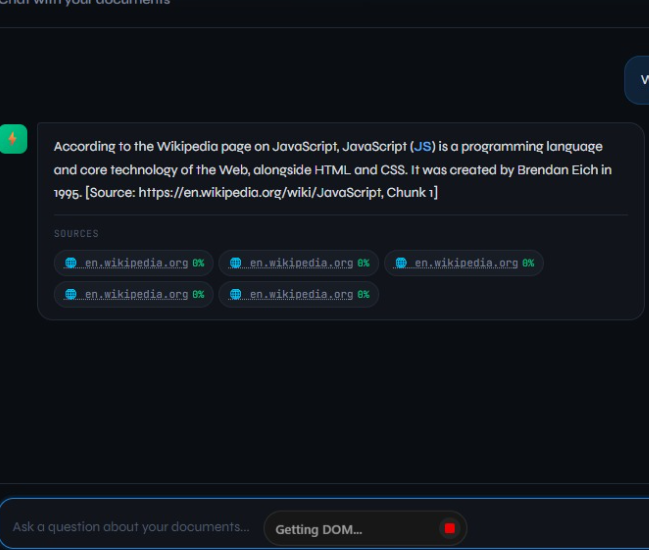 Chat with your documents
W
According to the Wikipedia page on JavaScript, JavaScript (JS) is a programming language
and core technology of the Web, alongside HTML and CSS. It was created by Brendan Eich in
1995. [Source: https://en.wikipedia.org/wiki/JavaScript, Chunk 1]
SOURCES
en.wikipedia.org 0% en.wikipedia.org 0% en.wikipedia.org 0%
en.wikipedia.org 0% en.wikipedia.org 0%
Ask a question about your documents... Getting DOM...